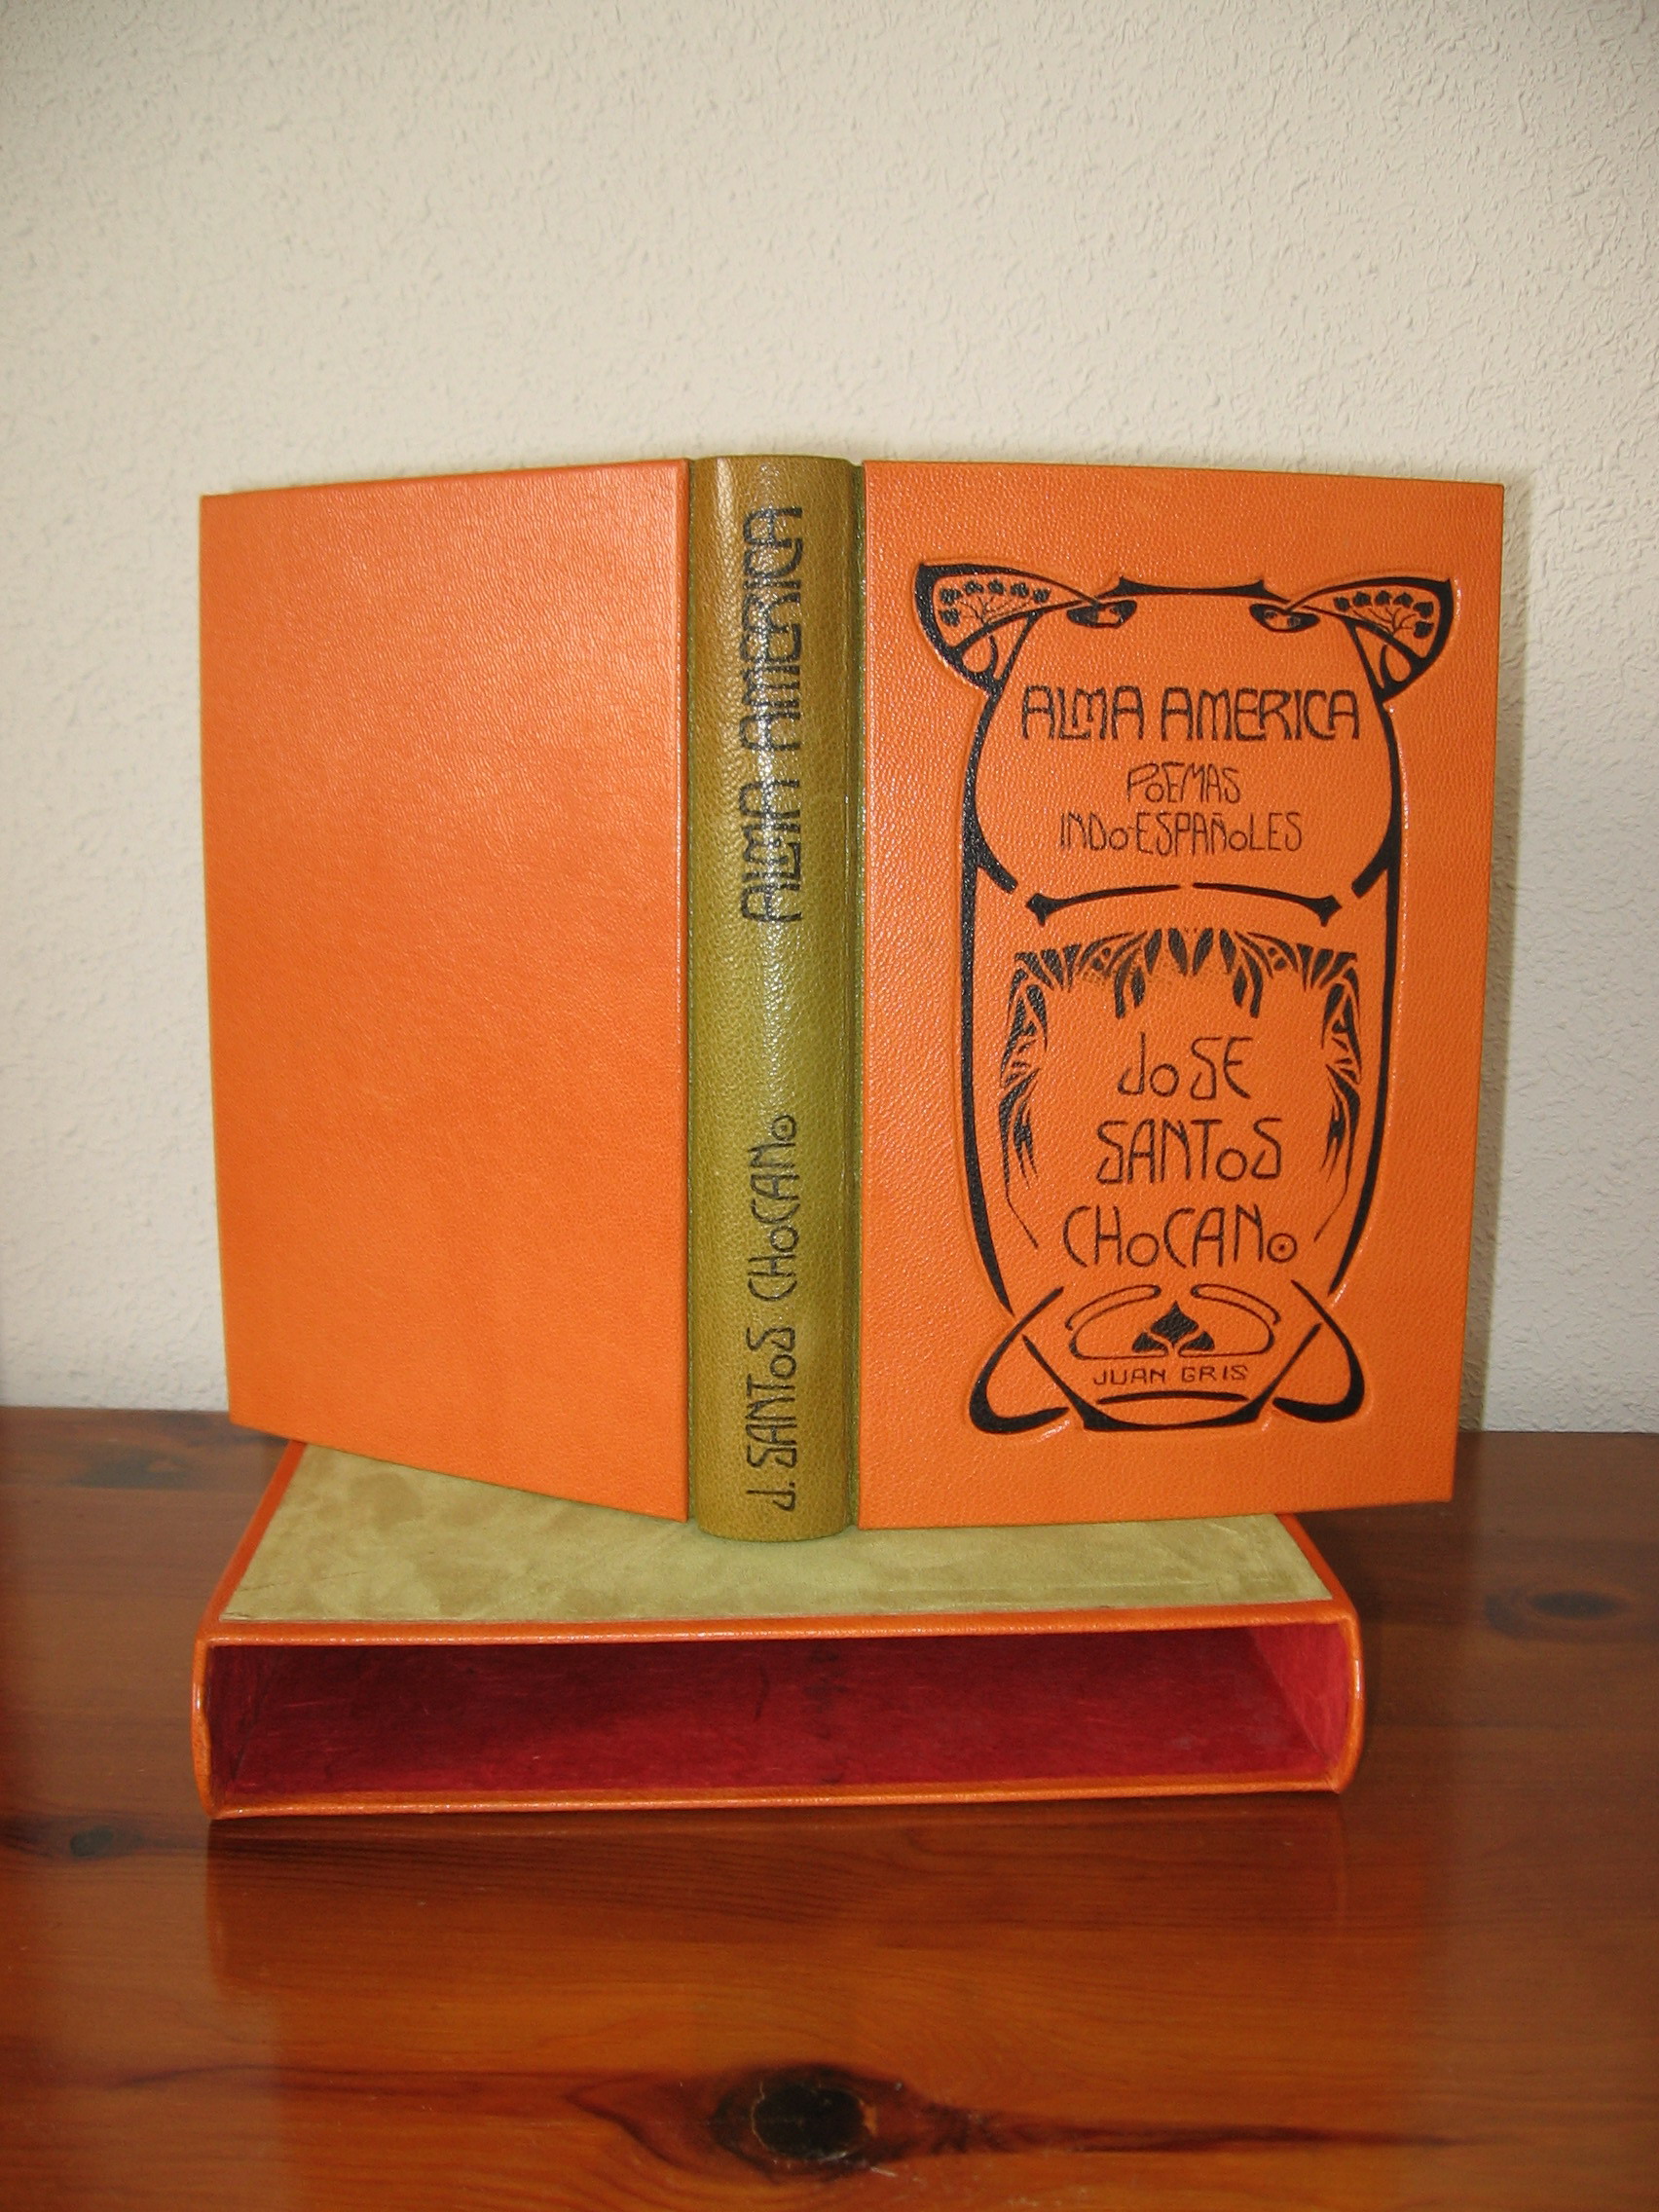 ALMA AMERICA
J. SANTOS CHOCANO
ALMA AMERICA
POEMAS
INDO-ESPAÑOLES
JOSE
SANTOS
CHOCANO
JUAN GRIS